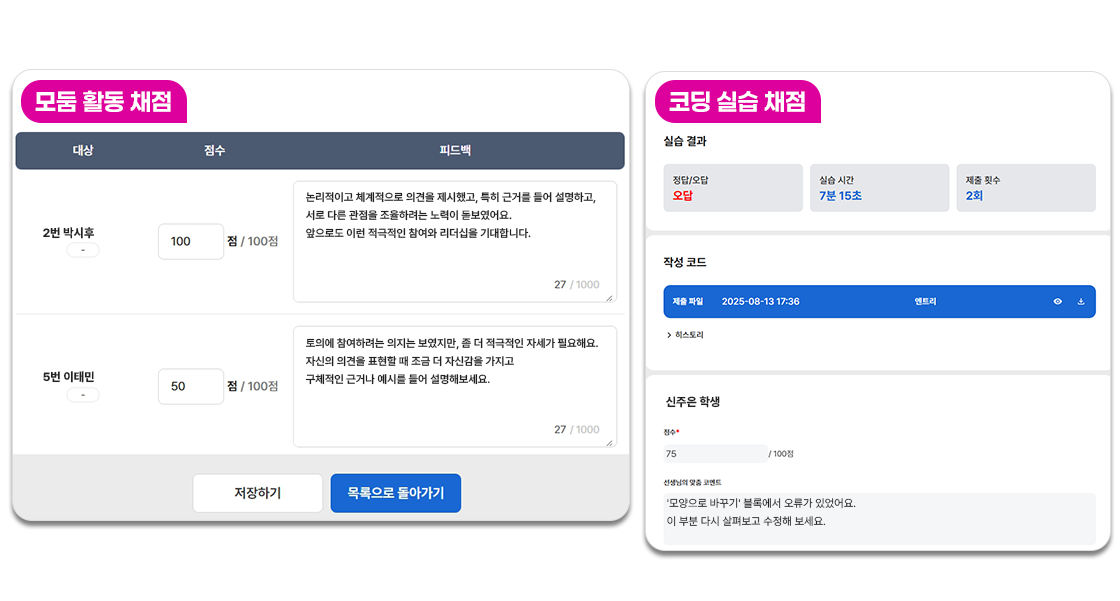 모둠 활동 채점
대상 점수 피드백
2번 박시후
-
100 점 / 100점
논리적이고 체계적으로 의견을 제시했고, 특히 근거를 들어 설명하고,
서로 다른 관점을 조율하려는 노력이 돋보였어요.
앞으로도 이런 적극적인 참여와 리더십을 기대합니다.
27 / 1000
5번 이태민
-
50 점 / 100점
토의에 참여하려는 의지는 보였지만, 좀 더 적극적인 자세가 필요해요.
자신의 의견을 표현할 때 조금 더 자신감을 가지고
구체적인 근거나 예시를 들어 설명해보세요.
27 / 1000
저장하기 목록으로 돌아가기
코딩 실습 채점
실습 결과
정답/오답
오답
실습 시간
7분 15초
제출 횟수
2회
작성 코드
제출 파일 2025-08-13 17:36 엔트리
> 히스토리
신주은 학생
점수*
75 / 100점
선생님의 맞춤 코멘트
'모양으로 바꾸기' 블록에서 오류가 있었어요.
이 부분 다시 살펴보고 수정해 보세요.